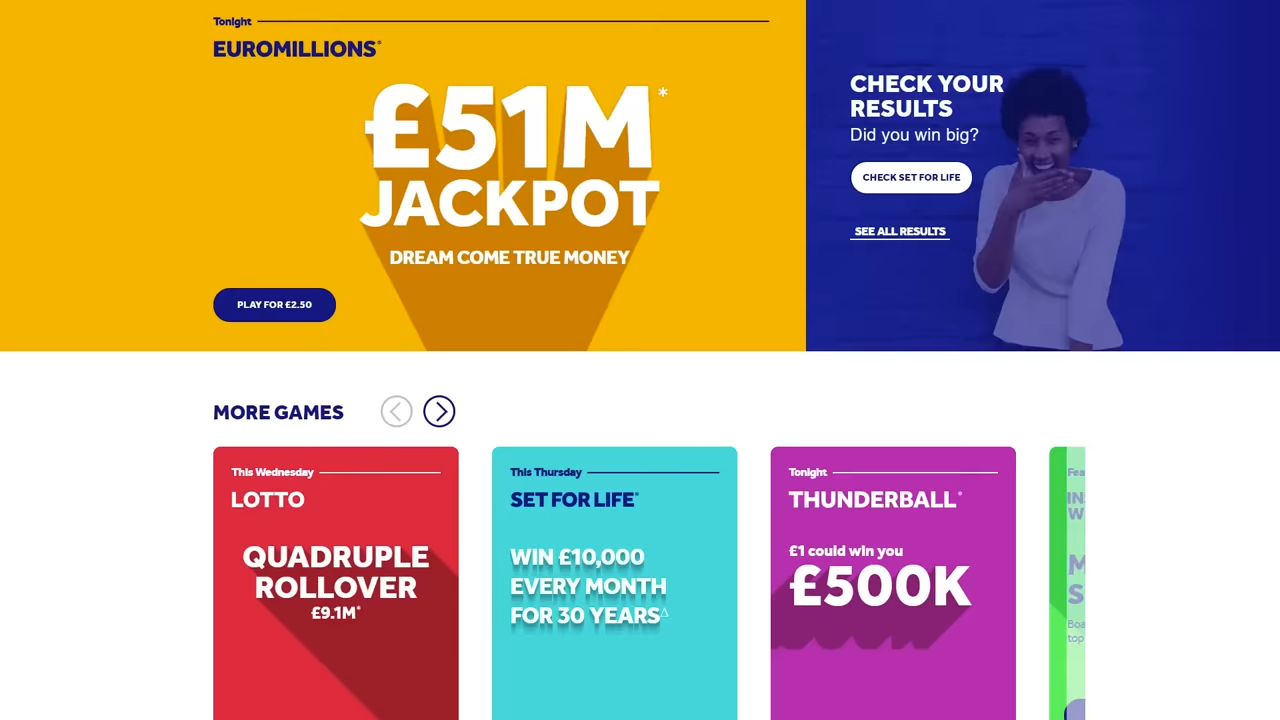 Tonight
EUROMILLIONS®
£51M*
JACKPOT
DREAM COME TRUE MONEY
PLAY FOR £2.50
CHECK YOUR
RESULTS
Did you win big?
CHECK SET FOR LIFE
SEE ALL RESULTS
MORE GAMES
This Wednesday
LOTTO
QUADRUPLE
ROLLOVER
£9.1M*
This Thursday
SET FOR LIFE®
WIN £10,000
EVERY MONTH
FOR 30 YEARS∆
Tonight
THUNDERBALL®
£1 could win you
£500K